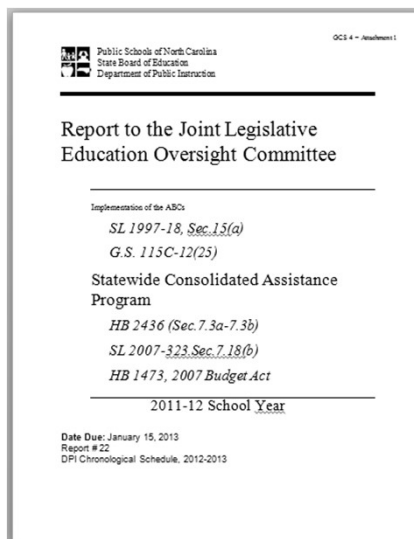 GCS 4 – Attachment 1
Public Schools of North Carolina
State Board of Education
Department of Public Instruction
Report to the Joint Legislative
Education Oversight Committee
Implementation of the ABCs
SL 1997-18, Sec.15(a)
G.S. 115C-12(25)
Statewide Consolidated Assistance
Program
HB 2436 (Sec.7.3a-7.3b)
SL 2007-323.Sec.7.18(b)
HB 1473, 2007 Budget Act
2011-12 School Year
Date Due: January 15, 2013
Report # 22
DPI Chronological Schedule, 2012-2013